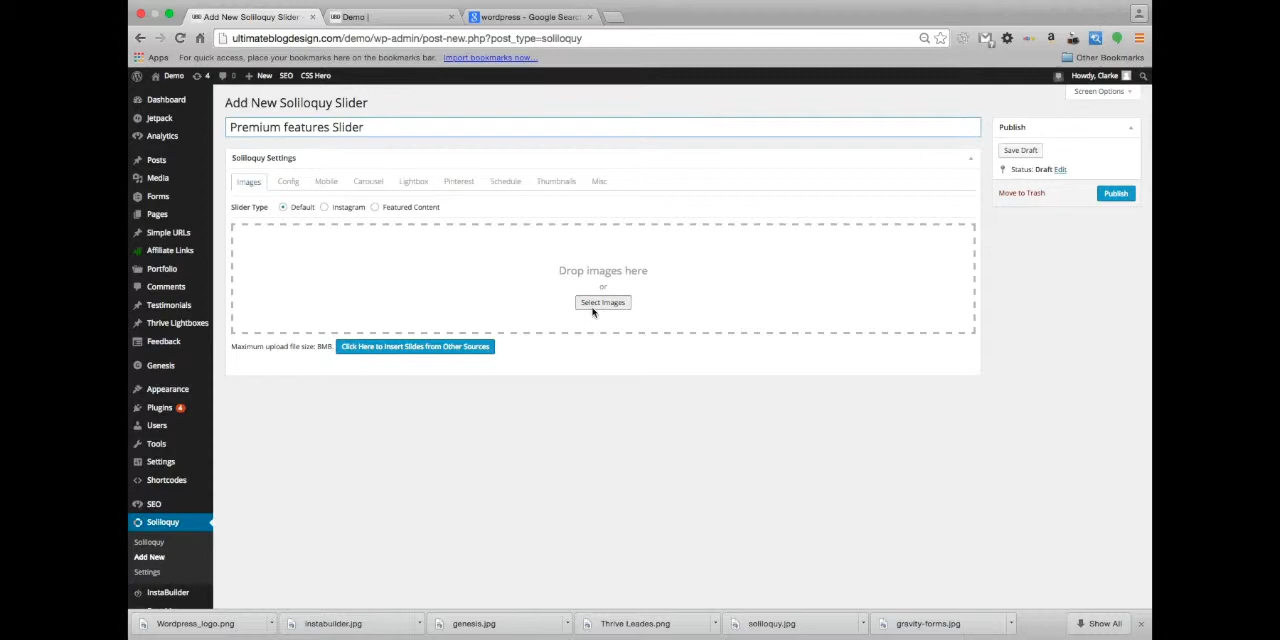 Add New Soliloquy Slider
Demo |
wordpress - Google Searc
ultimateblogdesign.com/demo/wp-admin/post-new.php?post_type=soliloquy
Apps
For quick access, place your bookmarks here on the bookmarks bar. Import bookmarks now...
Other Bookmarks
Demo
4
0
New
SEO
CSS Hero
Howdy, Clarke
Screen Options
Dashboard
Jetpack
Analytics
Posts
Media
Forms
Pages
Simple URLs
Affiliate Links
Portfolio
Comments
Testimonials
Thrive Lightboxes
Feedback
Genesis
Appearance
Plugins 4
Users
Tools
Settings
Shortcodes
SEO
Soliloquy
Soliloquy
Add New
Settings
InstaBuilder
Add New Soliloquy Slider
Premium features Slider
Soliloquy Settings
Images Config Mobile Carousel Lightbox Pinterest Schedule Thumbnails Misc
Slider Type Default Instagram Featured Content
Drop images here
or
Select Images
Maximum upload file size: 8MB.
Click Here to Insert Slides from Other Sources
Publish
Save Draft
Status: Draft Edit
Move to Trash
Publish
Wordpress_logo.png
instabuilder.jpg
genesis.jpg
Thrive Leades.png
soliloquy.jpg
gravity-forms.jpg
Show All